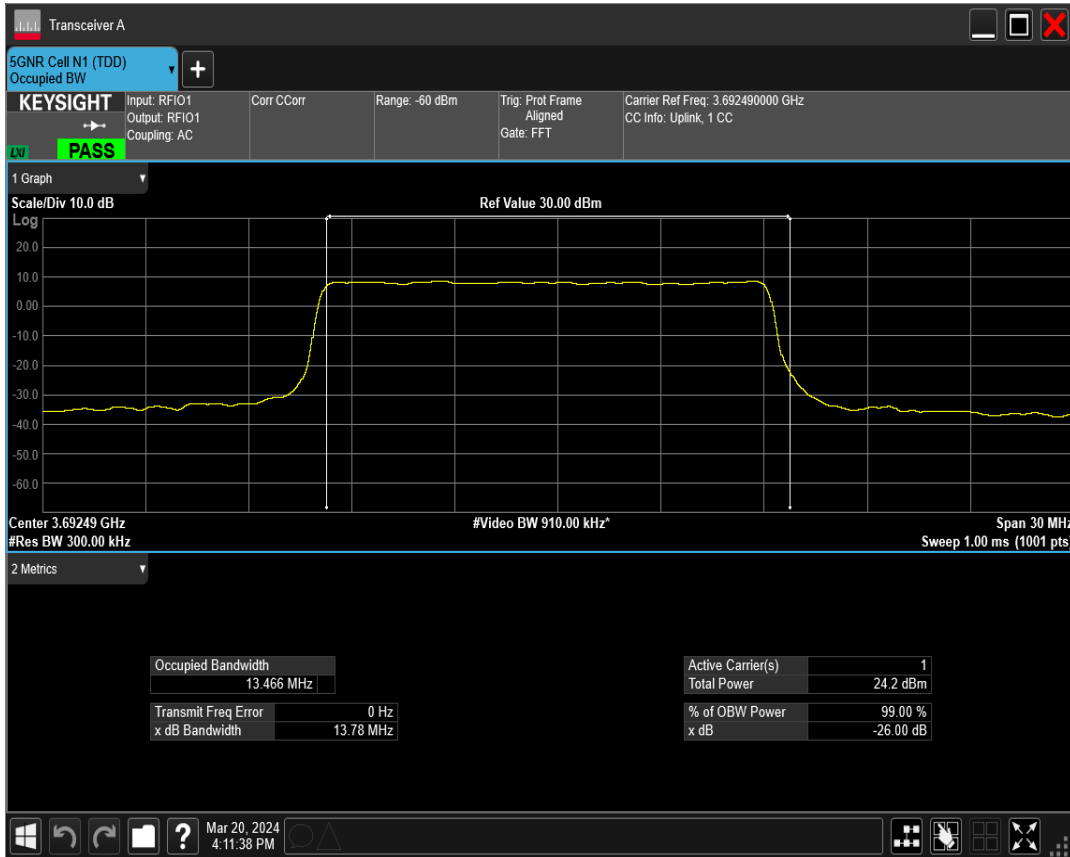 Transceiver A
5GNR Cell N1 (TDD)
Occupied BW
+
KEYSIGHT
LXI
PASS
Input: RFIO1
Output: RFIO1
Coupling: AC
Corr CCorr
Range: -60 dBm
Trig: Prot Frame
Aligned
Gate: FFT
Carrier Ref Freq: 3.692490000 GHz
CC Info: Uplink, 1 CC
1 Graph
Scale/Div 10.0 dB
Ref Value 30.00 dBm
Log
20.0
10.0
0.00
-10.0
-20.0
-30.0
-40.0
-50.0
-60.0
Center 3.69249 GHz
#Video BW 910.00 kHz*
Span 30 MHz
#Res BW 300.00 kHz
Sweep 1.00 ms (1001 pts)
2 Metrics
Occupied Bandwidth
13.466 MHz
Transmit Freq Error 0 Hz
x dB Bandwidth 13.78 MHz
Active Carrier(s) 1
Total Power 24.2 dBm
% of OBW Power 99.00 %
x dB -26.00 dB
?
Mar 20, 2024
4:11:38 PM